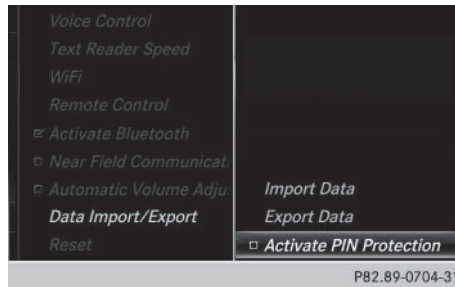 Voice Control
Text Reader Speed
WiFi
Remote Control
Activate Bluetooth
Near Field Communicat
Automatic Volume Adju
Data Import/Export
Reset
Import Data
Export Data
Activate PIN Protection
P82.89-0704-31